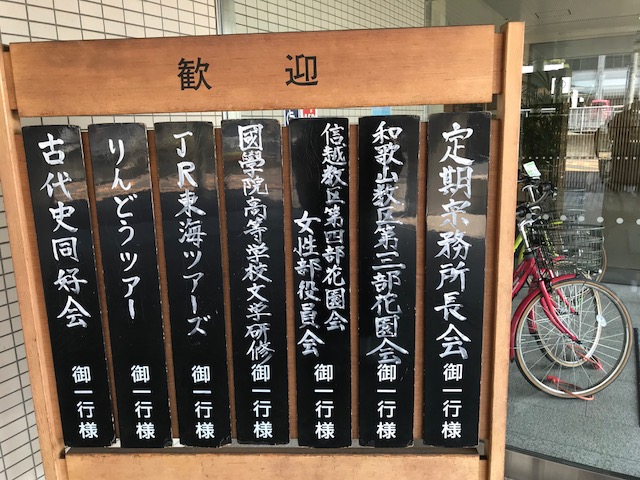 歓迎
定期宗務所長会 御一行様
和歌山教区第三部花園会 御一行様
信越教区第四部花園会
女性部役員会 御一行様
國學院高等学校文学研修 御一行様
JR東海ツアーズ 御一行様
りんどうツアー 御一行様
古代史同好会 御一行様